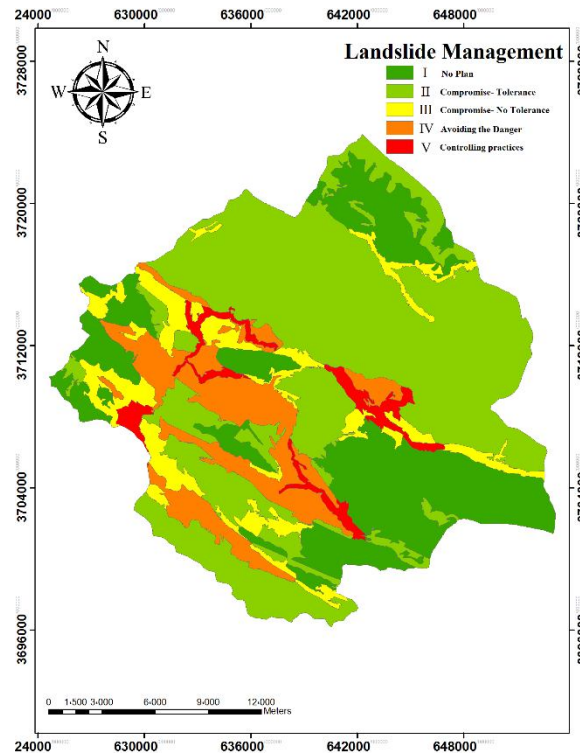 24000 630000 636000 642000 648000
3728000
3720000
3712000
3704000
3696000
N
W E
S
Landslide Management
I No Plan
II Compromise- Tolerance
III Compromise- No Tolerance
IV Avoiding the Danger
V Controlling practices
0 1,500 3,000 6,000 9,000 12,000
Meters
24000 630000 636000 642000 648000